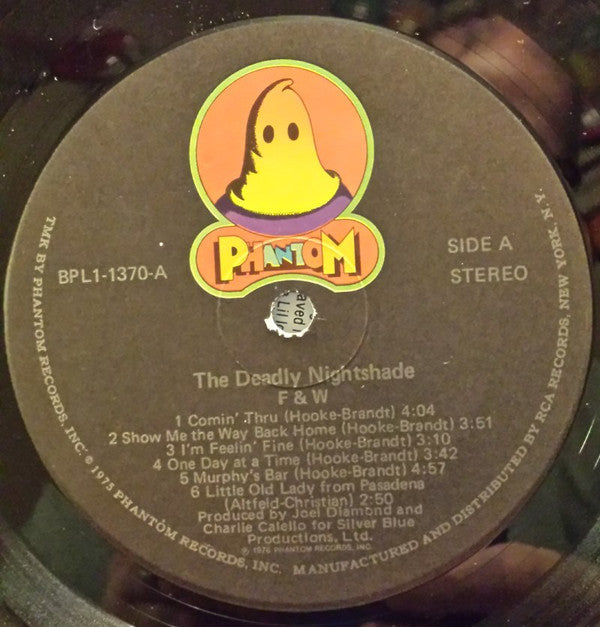 PHANTOM
BPL1-1370-A
SIDE A
STEREO
aved
Lil
The Deadly Nightshade
F & W
1 Comin' Thru (Hooke-Brandt) 4:04
2 Show Me the Way Back Home (Hooke-Brandt) 3:51
3 I'm Feelin' Fine (Hooke-Brandt) 3:10
4 One Day at a Time (Hooke-Brandt) 3:42
5 Murphy's Bar (Hooke-Brandt) 4:57
6 Little Old Lady from Pasadena
(Altfeld-Christian) 2:50
Produced by Joel Diamond and
Charlie Calello for Silver Blue
Productions, Ltd.
℗ 1976 PHANTOM RECORDS, INC.
TMK BY PHANTOM RECORDS, INC. © 1975 PHANTOM RECORDS, INC. MANUFACTURED AND DISTRIBUTED BY RCA RECORDS, NEW YORK, N.Y.